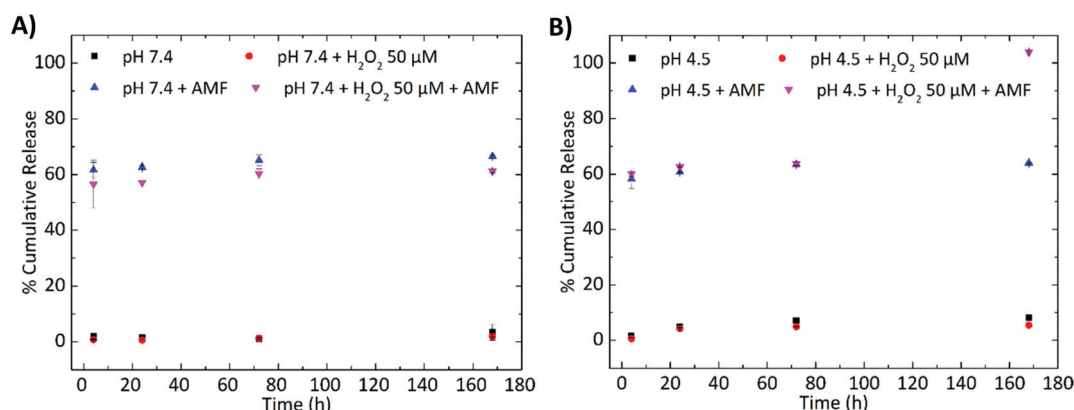 A)
pH 7.4 pH 7.4 + H₂O₂ 50 µM
pH 7.4 + AMF pH 7.4 + H₂O₂ 50 µM + AMF
% Cumulative Release
100
80
60
40
20
0
0 20 40 60 80 100 120 140 160 180
Time (h)
B)
pH 4.5 pH 4.5 + H₂O₂ 50 µM
pH 4.5 + AMF pH 4.5 + H₂O₂ 50 µM + AMF
% Cumulative Release
100
80
60
40
20
0
0 20 40 60 80 100 120 140 160 180
Time (h)